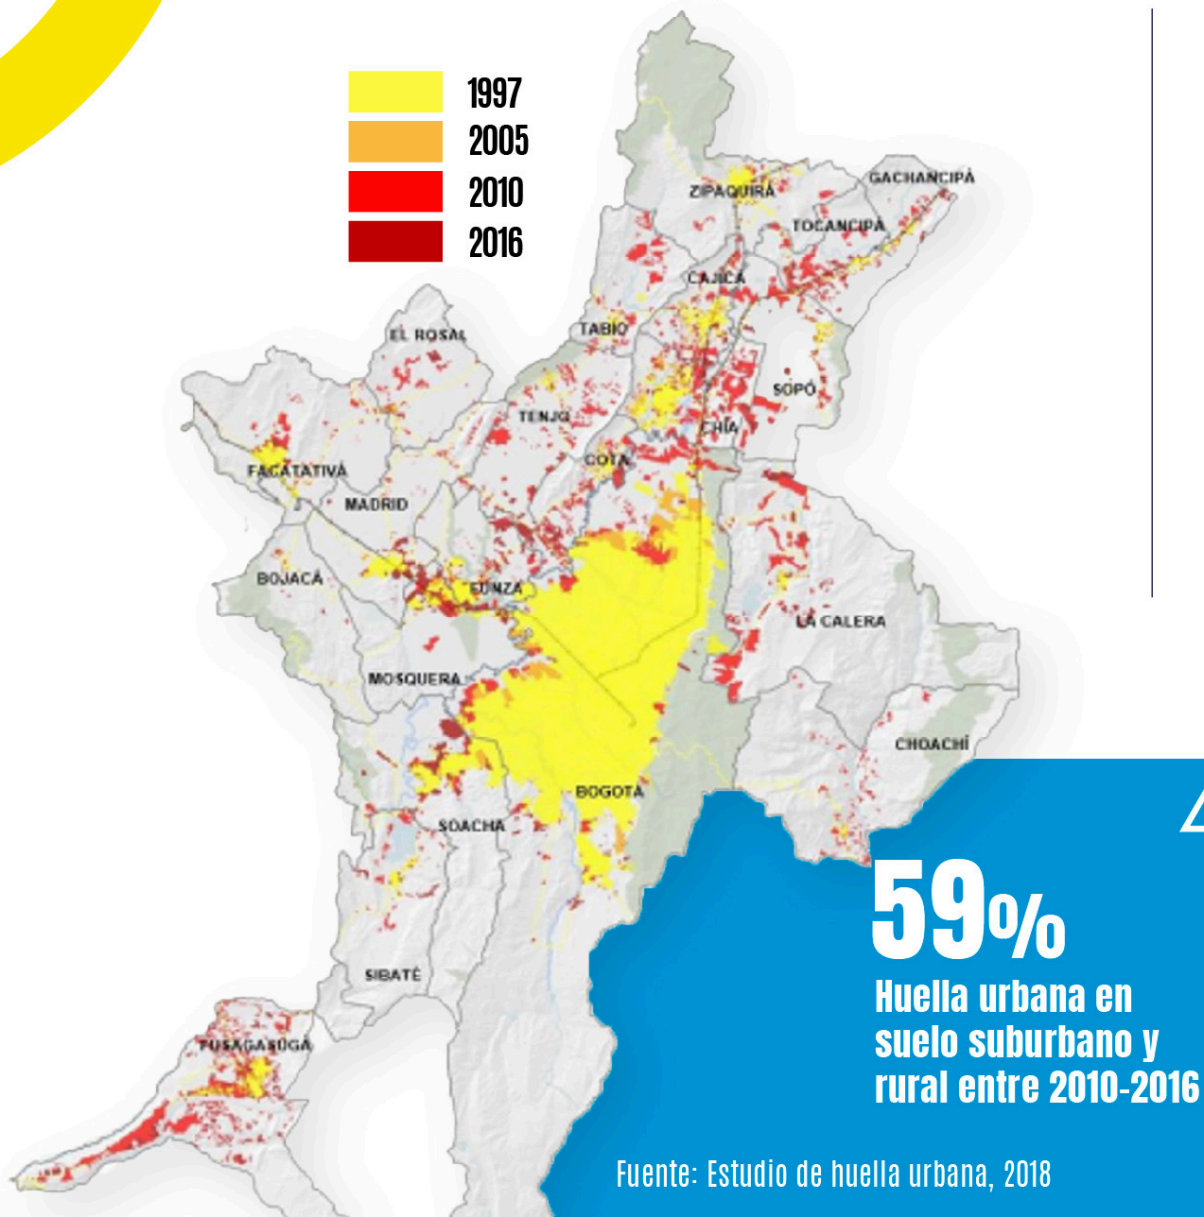 1997
2005
2010
2016
GACHANCIPÁ
ZIPAQUIRÁ
TOCANCIPÁ
CAJICÁ
TABIO
EL ROSAL
SOPÓ
TENJO
CHÍA
COTA
FACATATIVÁ
MADRID
BOJACÁ
FUNZA
LA CALERA
MOSQUERA
CHOACHÍ
BOGOTÁ
SOACHA
SIBATÉ
FUSAGASUGÁ
59%
Huella urbana en
suelo suburbano y
rural entre 2010-2016
Fuente: Estudio de huella urbana, 2018